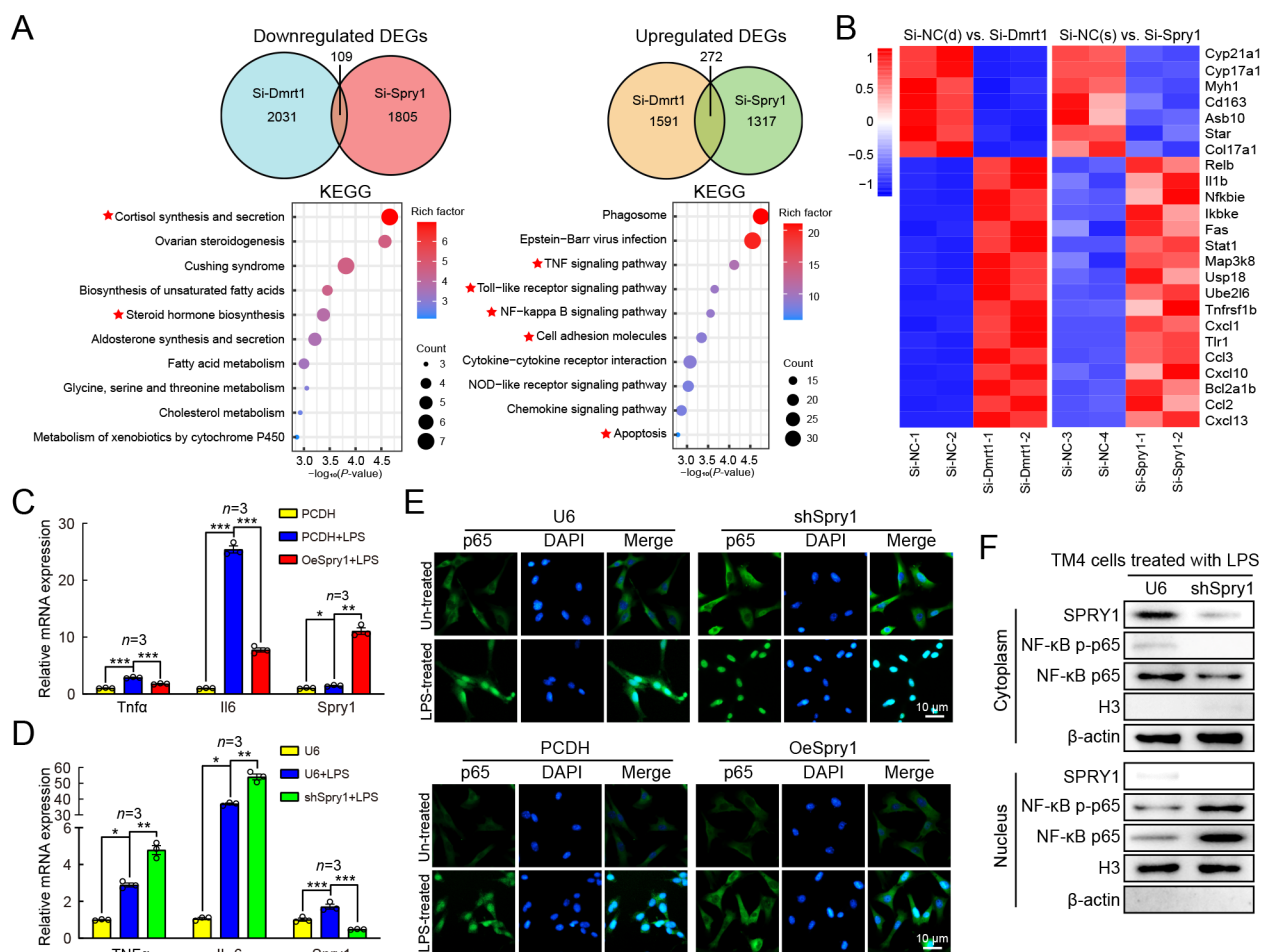 A
Downregulated DEGs
109
Si-Dmrt1
2031
Si-Spry1
1805
KEGG
Cortisol synthesis and secretion
Ovarian steroidogenesis
Cushing syndrome
Biosynthesis of unsaturated fatty acids
Steroid hormone biosynthesis
Aldosterone synthesis and secretion
Fatty acid metabolism
Glycine, serine and threonine metabolism
Cholesterol metabolism
Metabolism of xenobiotics by cytochrome P450
3.0 3.5 4.0 4.5
−log₁₀(P-value)
Rich factor
6
5
4
3
Count
3
4
5
6
7
Upregulated DEGs
272
Si-Dmrt1
1591
Si-Spry1
1317
KEGG
Phagosome
Epstein−Barr virus infection
TNF signaling pathway
Toll−like receptor signaling pathway
NF−kappa B signaling pathway
Cell adhesion molecules
Cytokine−cytokine receptor interaction
NOD−like receptor signaling pathway
Chemokine signaling pathway
Apoptosis
3.0 3.5 4.0 4.5
−log₁₀(P-value)
Rich factor
20
15
10
Count
15
20
25
30
B
Si-NC(d) vs. Si-Dmrt1
Si-NC(s) vs. Si-Spry1
1
0.5
0
−0.5
−1
Cyp21a1
Cyp17a1
Myh1
Cd163
Asb10
Star
Col17a1
Relb
Il1b
Nfkbie
Ikbke
Fas
Stat1
Map3k8
Usp18
Ube2l6
Tnfrsf1b
Cxcl1
Tlr1
Ccl3
Cxcl10
Bcl2a1b
Ccl2
Cxcl13
Si-NC-1
Si-NC-2
Si-Dmrt1-1
Si-Dmrt1-2
Si-NC-3
Si-NC-4
Si-Spry1-1
Si-Spry1-2
C
Relative mRNA expression
30
20
10
0
n=3
*** ***
n=3
*** ***
n=3
* **
Tnfα Il6 Spry1
PCDH
PCDH+LPS
OeSpry1+LPS
D
Relative mRNA expression
60
50
40
30
6
4
2
0
n=3
* **
n=3
* **
n=3
*** ***
U6
U6+LPS
shSpry1+LPS
E
U6 shSpry1
p65 DAPI Merge p65 DAPI Merge
Un-treated
LPS-treated
10 μm
PCDH OeSpry1
p65 DAPI Merge p65 DAPI Merge
Un-treated
LPS-treated
10 μm
F
TM4 cells treated with LPS
U6 shSpry1
Cytoplasm
SPRY1
NF-κB p-p65
NF-κB p65
H3
β-actin
Nucleus
SPRY1
NF-κB p-p65
NF-κB p65
H3
β-actin